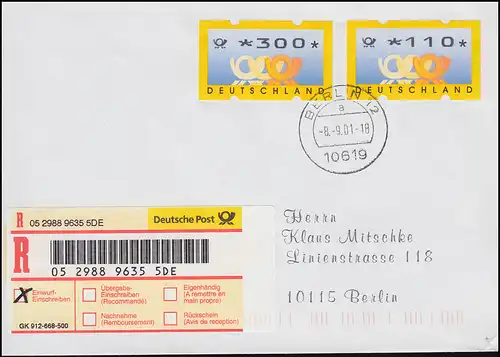 *300*
DEUTSCHLAND
*110*
DEUTSCHLAND
BERLIN 12
a
-8.-9.01-18
10619
R 05 2988 9635 5DE
Deutsche Post
R
05 2988 9635 5DE
X Einwurf-
Einschreiben
Übergabe-
Einschreiben
(Recommandé)
Eigenhändig
(A remettre en
main propre)
Nachnahme
(Remboursement)
Rückschein
(Avis de reception)
GK 912-668-500
Herrn
Klaus Mitschke
Linienstrasse 118
10115 Berlin